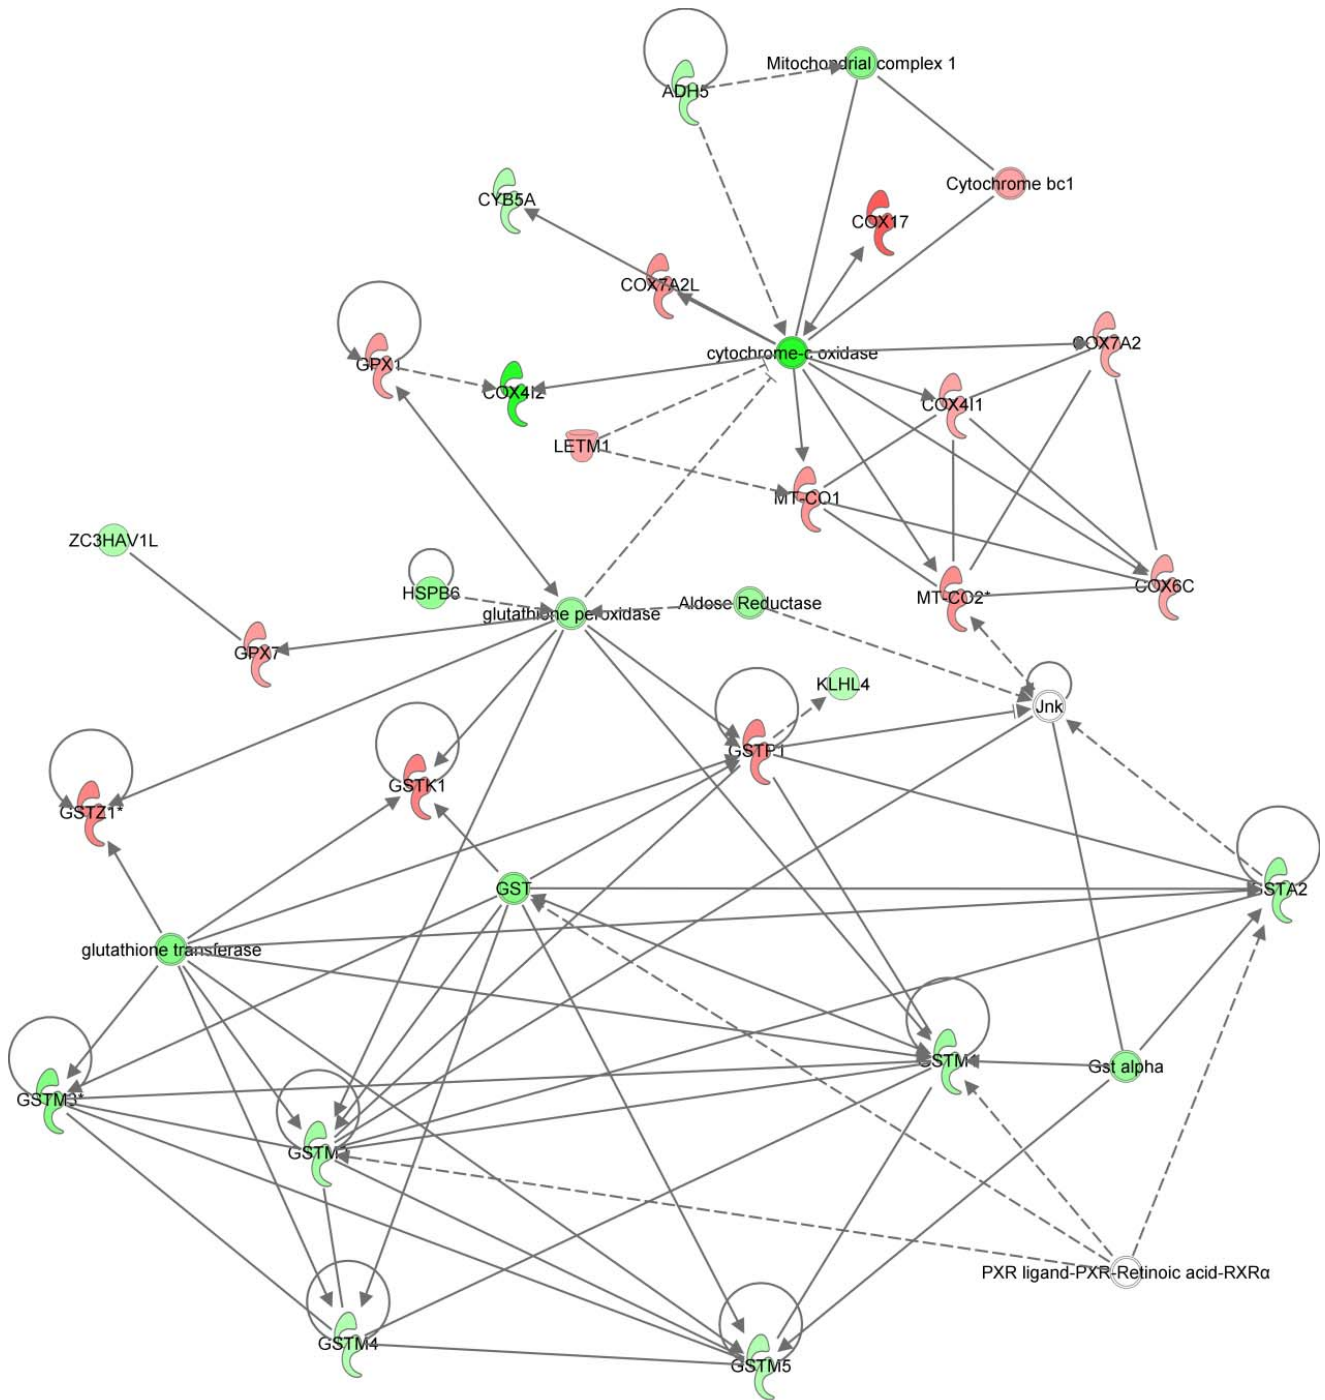 Mitochondrial complex 1
ADH5
Cytochrome bc1
CYB5A
COX17
COX7A2L
COX7A2
cytochrome-c oxidase
GPX1
COX4I2
COX4I1
LETM1
MT-CO1
ZC3HAV1L
COX6C
HSPB6
MT-CO2*
Aldose Reductase
glutathione peroxidase
GPX7
KLHL4
Jnk
GSTP1
GSTK1
GSTZ1*
GST
GSTA2
glutathione transferase
GSTM1
Gst alpha
GSTM3*
GSTM
PXR ligand-PXR-Retinoic acid-RXRα
GSTM4
GSTM5